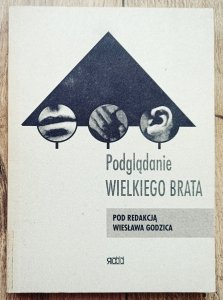 Podglądanie
WIELKIEGO BRATA
POD REDAKCJĄ
WIESŁAWA GODZICA